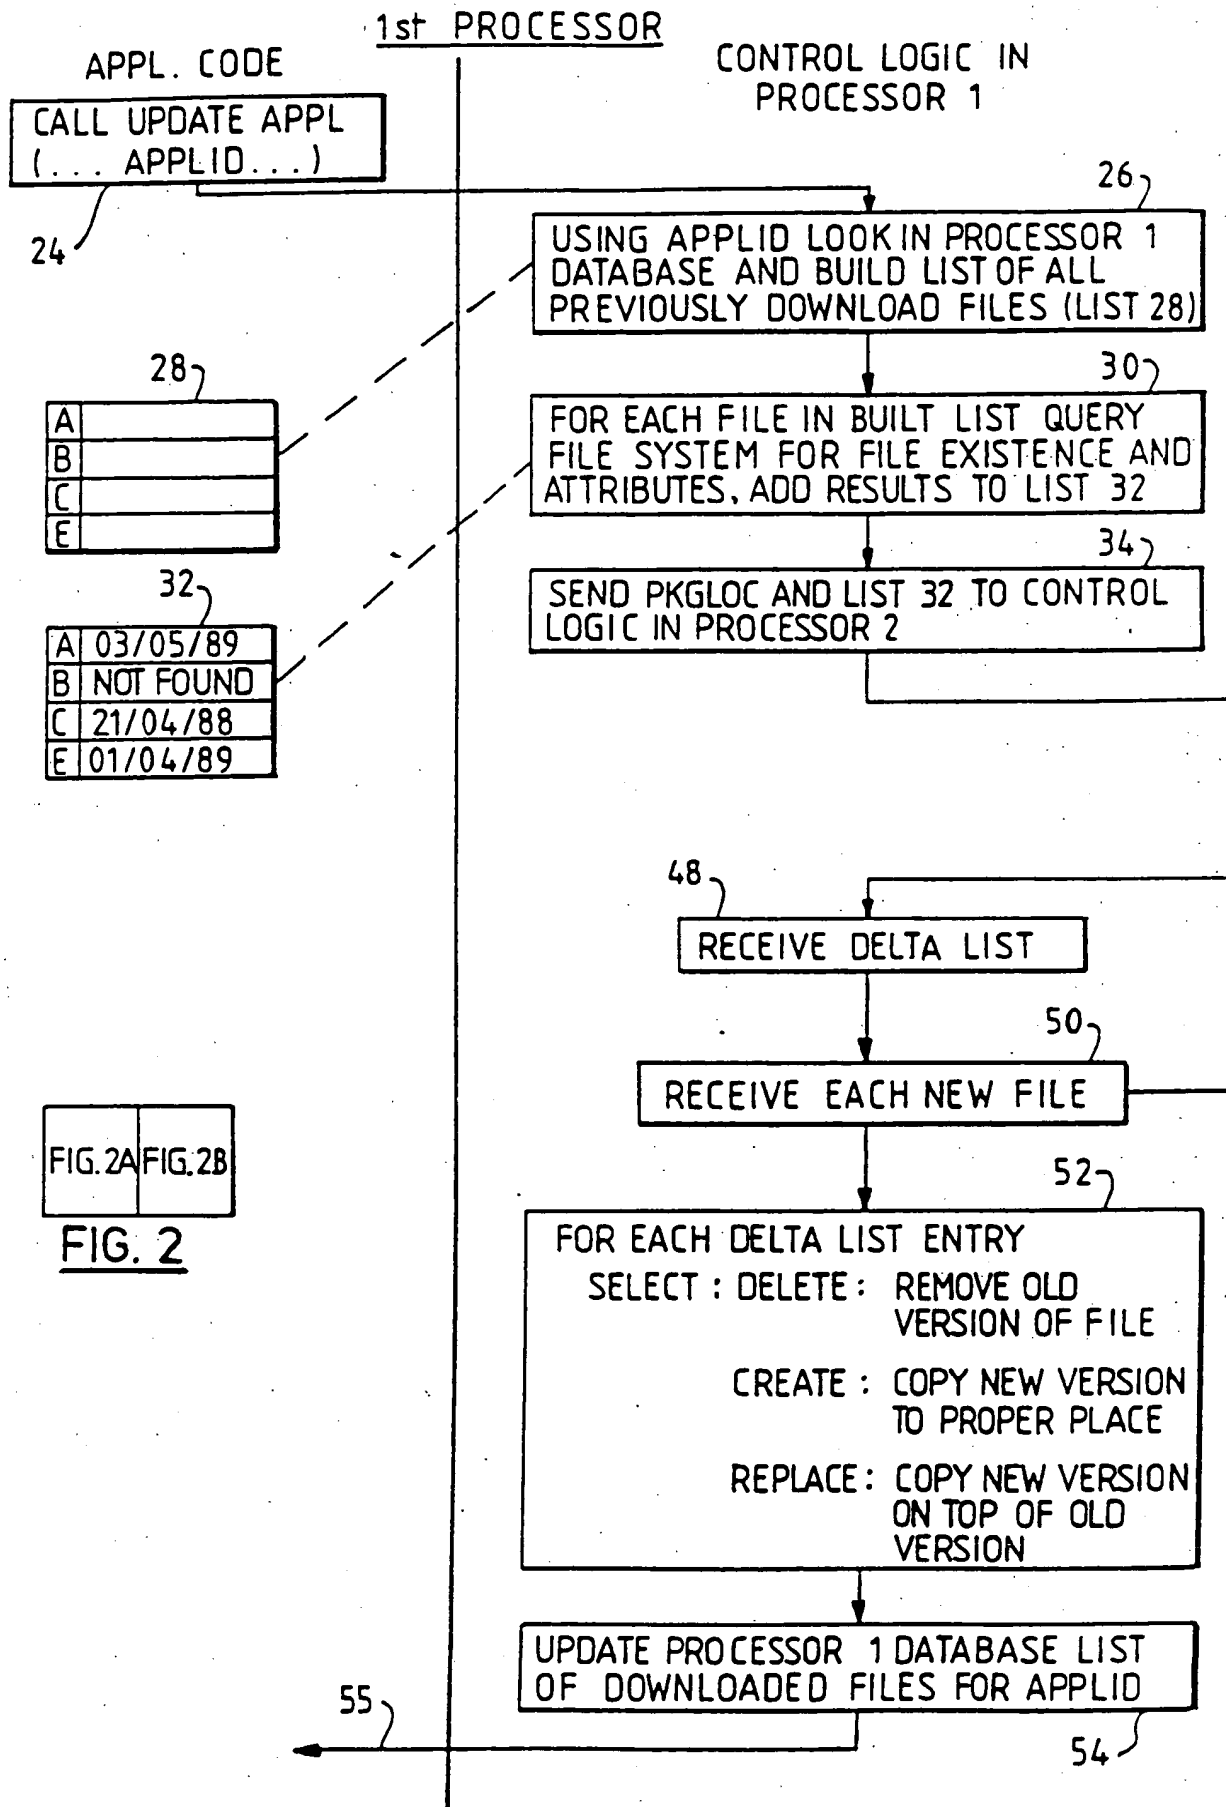 1st PROCESSOR
APPL. CODE
CONTROL LOGIC IN
PROCESSOR 1
CALL UPDATE APPL
(... APPLID...)
24
26
USING APPLID LOOK IN PROCESSOR 1
DATABASE AND BUILD LIST OF ALL
PREVIOUSLY DOWNLOAD FILES (LIST 28)
28
A
B
C
E
30
FOR EACH FILE IN BUILT LIST QUERY
FILE SYSTEM FOR FILE EXISTENCE AND
ATTRIBUTES, ADD RESULTS TO LIST 32
32
A 03/05/89
B NOT FOUND
C 21/04/88
E 01/04/89
34
SEND PKGLOC AND LIST 32 TO CONTROL
LOGIC IN PROCESSOR 2
48
RECEIVE DELTA LIST
50
RECEIVE EACH NEW FILE
FIG. 2A FIG. 2B
FIG. 2
52
FOR EACH DELTA LIST ENTRY
SELECT : DELETE : REMOVE OLD
VERSION OF FILE
CREATE : COPY NEW VERSION
TO PROPER PLACE
REPLACE : COPY NEW VERSION
ON TOP OF OLD
VERSION
UPDATE PROCESSOR 1 DATABASE LIST
OF DOWNLOADED FILES FOR APPLID
55
54